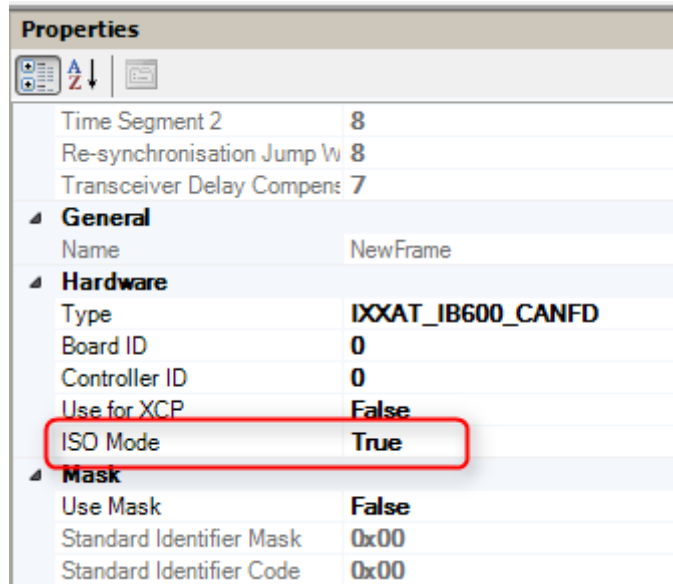 Properties
Time Segment 2 8
Re-synchronisation Jump W 8
Transceiver Delay Compens 7
General
Name NewFrame
Hardware
Type IXXAT_IB600_CANFD
Board ID 0
Controller ID 0
Use for XCP False
ISO Mode True
Mask
Use Mask False
Standard Identifier Mask 0x00
Standard Identifier Code 0x00